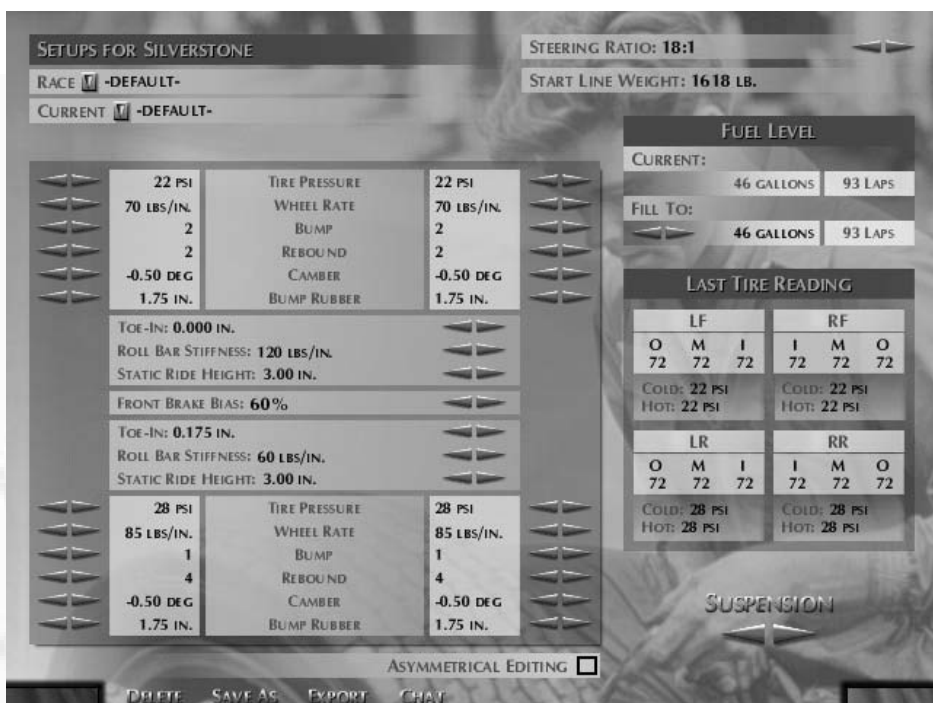 SETUPS FOR SILVERSTONE
RACE -DEFAULT-
CURRENT -DEFAULT-
STEERING RATIO: 18:1
START LINE WEIGHT: 1618 LB.
22 PSI TIRE PRESSURE 22 PSI
70 LBS/IN. WHEEL RATE 70 LBS/IN.
2 BUMP 2
2 REBOUND 2
-0.50 DEG CAMBER -0.50 DEG
1.75 IN. BUMP RUBBER 1.75 IN.
TOE-IN: 0.000 IN.
ROLL BAR STIFFNESS: 120 LBS/IN.
STATIC RIDE HEIGHT: 3.00 IN.
FRONT BRAKE BIAS: 60%
TOE-IN: 0.175 IN.
ROLL BAR STIFFNESS: 60 LBS/IN.
STATIC RIDE HEIGHT: 3.00 IN.
28 PSI TIRE PRESSURE 28 PSI
85 LBS/IN. WHEEL RATE 85 LBS/IN.
1 BUMP 1
4 REBOUND 4
-0.50 DEG CAMBER -0.50 DEG
1.75 IN. BUMP RUBBER 1.75 IN.
ASYMMETRICAL EDITING
FUEL LEVEL
CURRENT:
46 GALLONS 93 LAPS
FILL TO:
46 GALLONS 93 LAPS
LAST TIRE READING
LF RF
O M I I M O
72 72 72 72 72 72
COLD: 22 PSI COLD: 22 PSI
HOT: 22 PSI HOT: 22 PSI
LR RR
O M I I M O
72 72 72 72 72 72
COLD: 28 PSI COLD: 28 PSI
HOT: 28 PSI HOT: 28 PSI
SUSPENSION
DELETE SAVE AS EXPORT CHAT